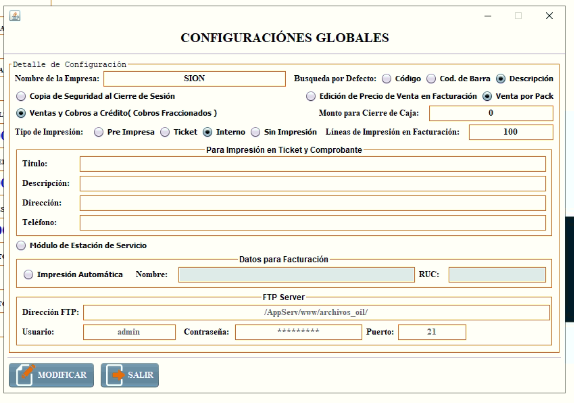 CONFIGURACIÓNES GLOBALES
Detalle de Configuración
Nombre de la Empresa: SION Busqueda por Defecto: Código Cod. de Barra Descripción
Copia de Seguridad al Cierre de Sesión Edición de Precio de Venta en Facturación Venta por Pack
Ventas y Cobros a Crédito( Cobros Fraccionados ) Monto para Cierre de Caja: 0
Tipo de Impresión: Pre Impresa Ticket Interno Sin Impresión Lineas de Impresión en Facturación: 100
Para Impresión en Ticket y Comprobante
Titulo:
Descripción:
Dirección:
Teléfono:
Módulo de Estación de Servicio
Datos para Facturación
Impresión Automática Nombre: RUC:
FTP Server
Dirección FTP: /AppServ/www/archivos_oil/
Usuario: admin Contraseña: ********* Puerto: 21
MODIFICAR SALIR